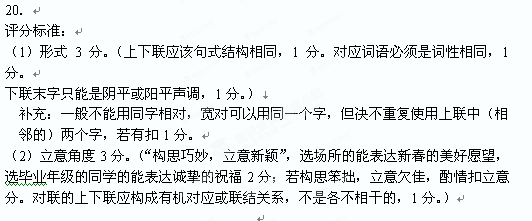 20.
评分标准：
（1）形式 3 分。（上下联应该句式结构相同，1 分。对应词语必须是词性相同，1
分。
下联末字只能是阴平或阳平声调，1分。）
补充：一般不能用同字相对，宽对可以用同一个字，但决不重复使用上联中（相
邻的）两个字，若有扣1分。
（2）立意角度3分。（“构思巧妙，立意新颖”，选场所的能表达新春的美好愿望，
选毕业年级的同学的能表达诚挚的祝福2分；若构思笨拙，立意欠佳，酌情扣立意
分。对联的上下联应构成有机对应或联结关系，不是各不相干的，1分。）